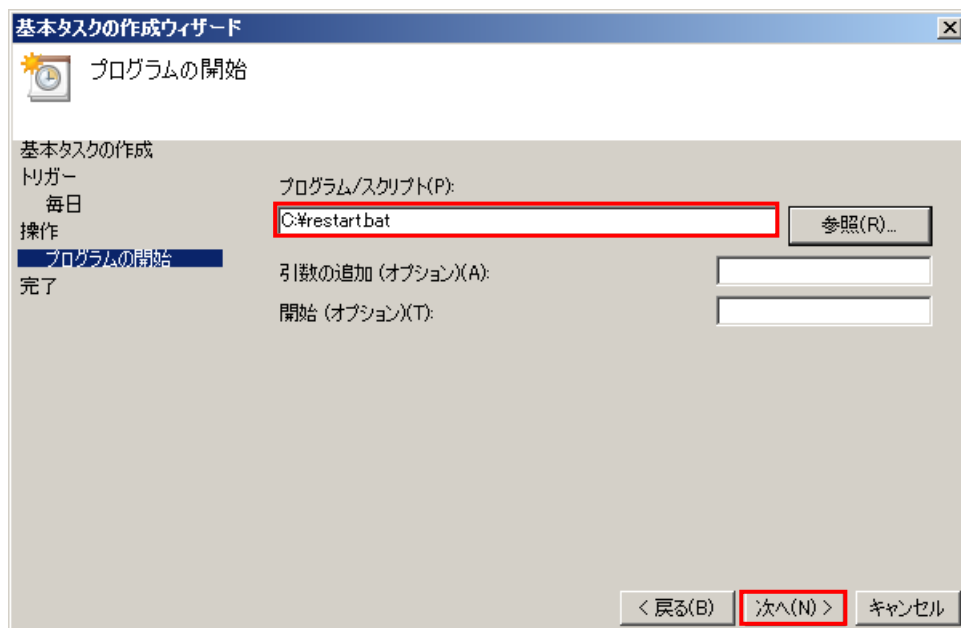 基本タスクの作成ウィザード
プログラムの開始
基本タスクの作成
トリガー
毎日
操作
プログラムの開始
完了
プログラム/スクリプト(P):
C:¥restart.bat
参照(R)...
引数の追加 (オプション)(A):
開始 (オプション)(T):
< 戻る(B)
次へ(N) >
キャンセル